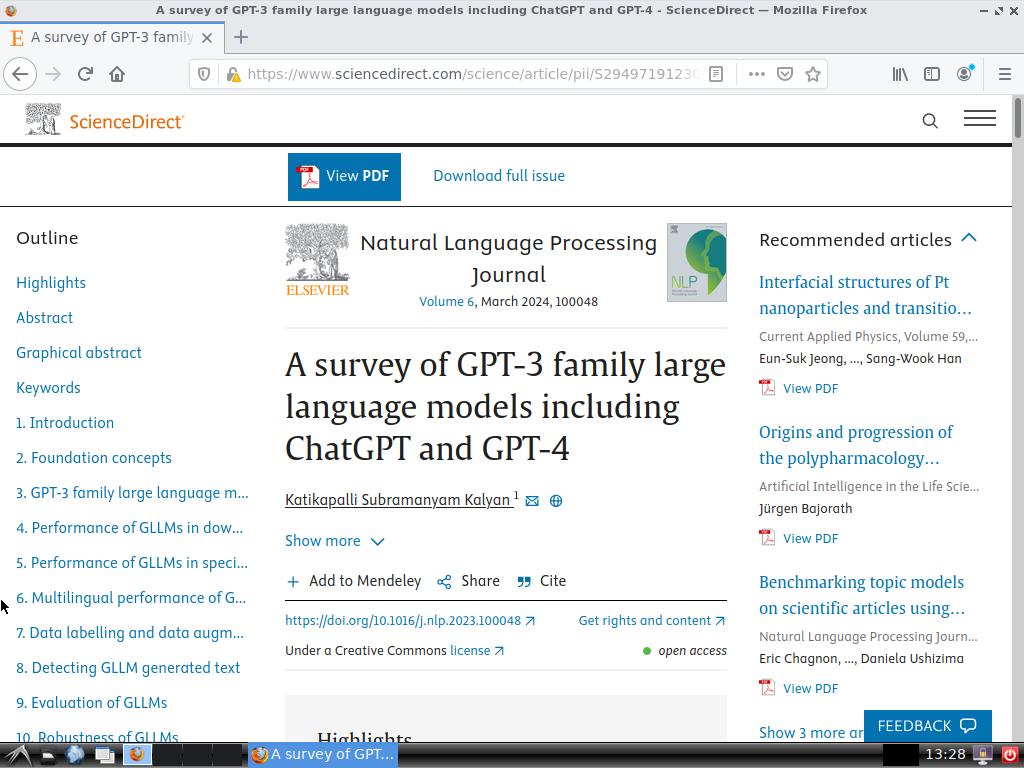 A survey of GPT-3 family large language models including ChatGPT and GPT-4 - ScienceDirect — Mozilla Firefox
A survey of GPT-3 family
https://www.sciencedirect.com/science/article/pii/S2949719123
ScienceDirect
View PDF
Download full issue
Outline
Highlights
Abstract
Graphical abstract
Keywords
1. Introduction
2. Foundation concepts
3. GPT-3 family large language m...
4. Performance of GLLMs in dow...
5. Performance of GLLMs in speci...
6. Multilingual performance of G...
7. Data labelling and data augm...
8. Detecting GLLM generated text
9. Evaluation of GLLMs
10. Robustness of GLLMs
ELSEVIER
Natural Language Processing
Journal
Volume 6, March 2024, 100048
NLP
A survey of GPT-3 family large
language models including
ChatGPT and GPT-4
Katikapalli Subramanyam Kalyan 1
Show more
Add to Mendeley
Share
Cite
https://doi.org/10.1016/j.nlp.2023.100048
Get rights and content
Under a Creative Commons license
open access
Highlights
Recommended articles
Interfacial structures of Pt
nanoparticles and transitio...
Current Applied Physics, Volume 59,...
Eun-Suk Jeong, ..., Sang-Wook Han
View PDF
Origins and progression of
the polypharmacology...
Artificial Intelligence in the Life Scie...
Jürgen Bajorath
View PDF
Benchmarking topic models
on scientific articles using...
Natural Language Processing Journ...
Eric Chagnon, ..., Daniela Ushizima
View PDF
Show 3 more ar
FEEDBACK
A survey of GPT...
13:28